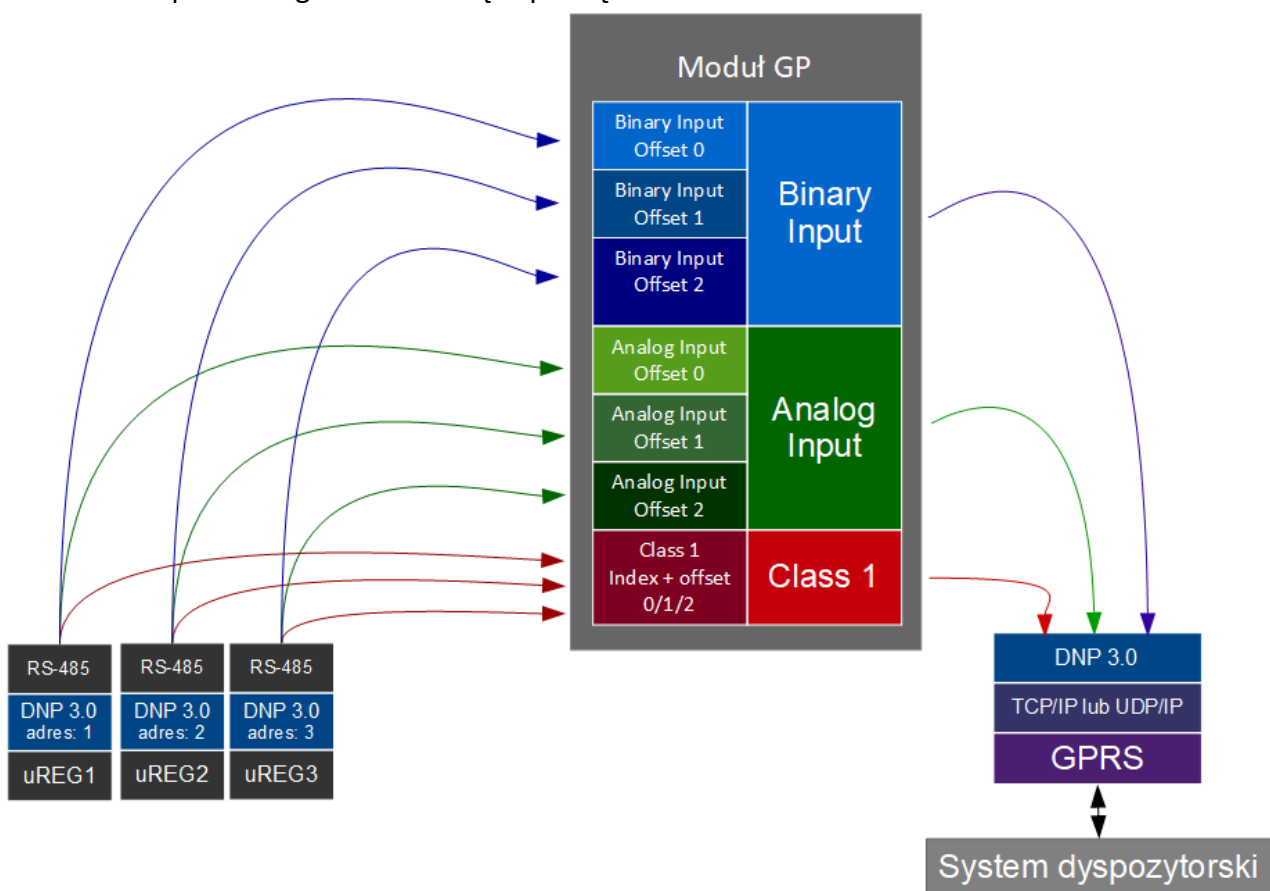 Moduł GP
Binary Input
Offset 0
Binary Input
Offset 1
Binary Input
Offset 2
Binary
Input
Analog Input
Offset 0
Analog Input
Offset 1
Analog Input
Offset 2
Analog
Input
Class 1
Index + offset
0/1/2
Class 1
RS-485
DNP 3.0
adres: 1
uREG1
RS-485
DNP 3.0
adres: 2
uREG2
RS-485
DNP 3.0
adres: 3
uREG3
DNP 3.0
TCP/IP lub UDP/IP
GPRS
System dyspozytorski